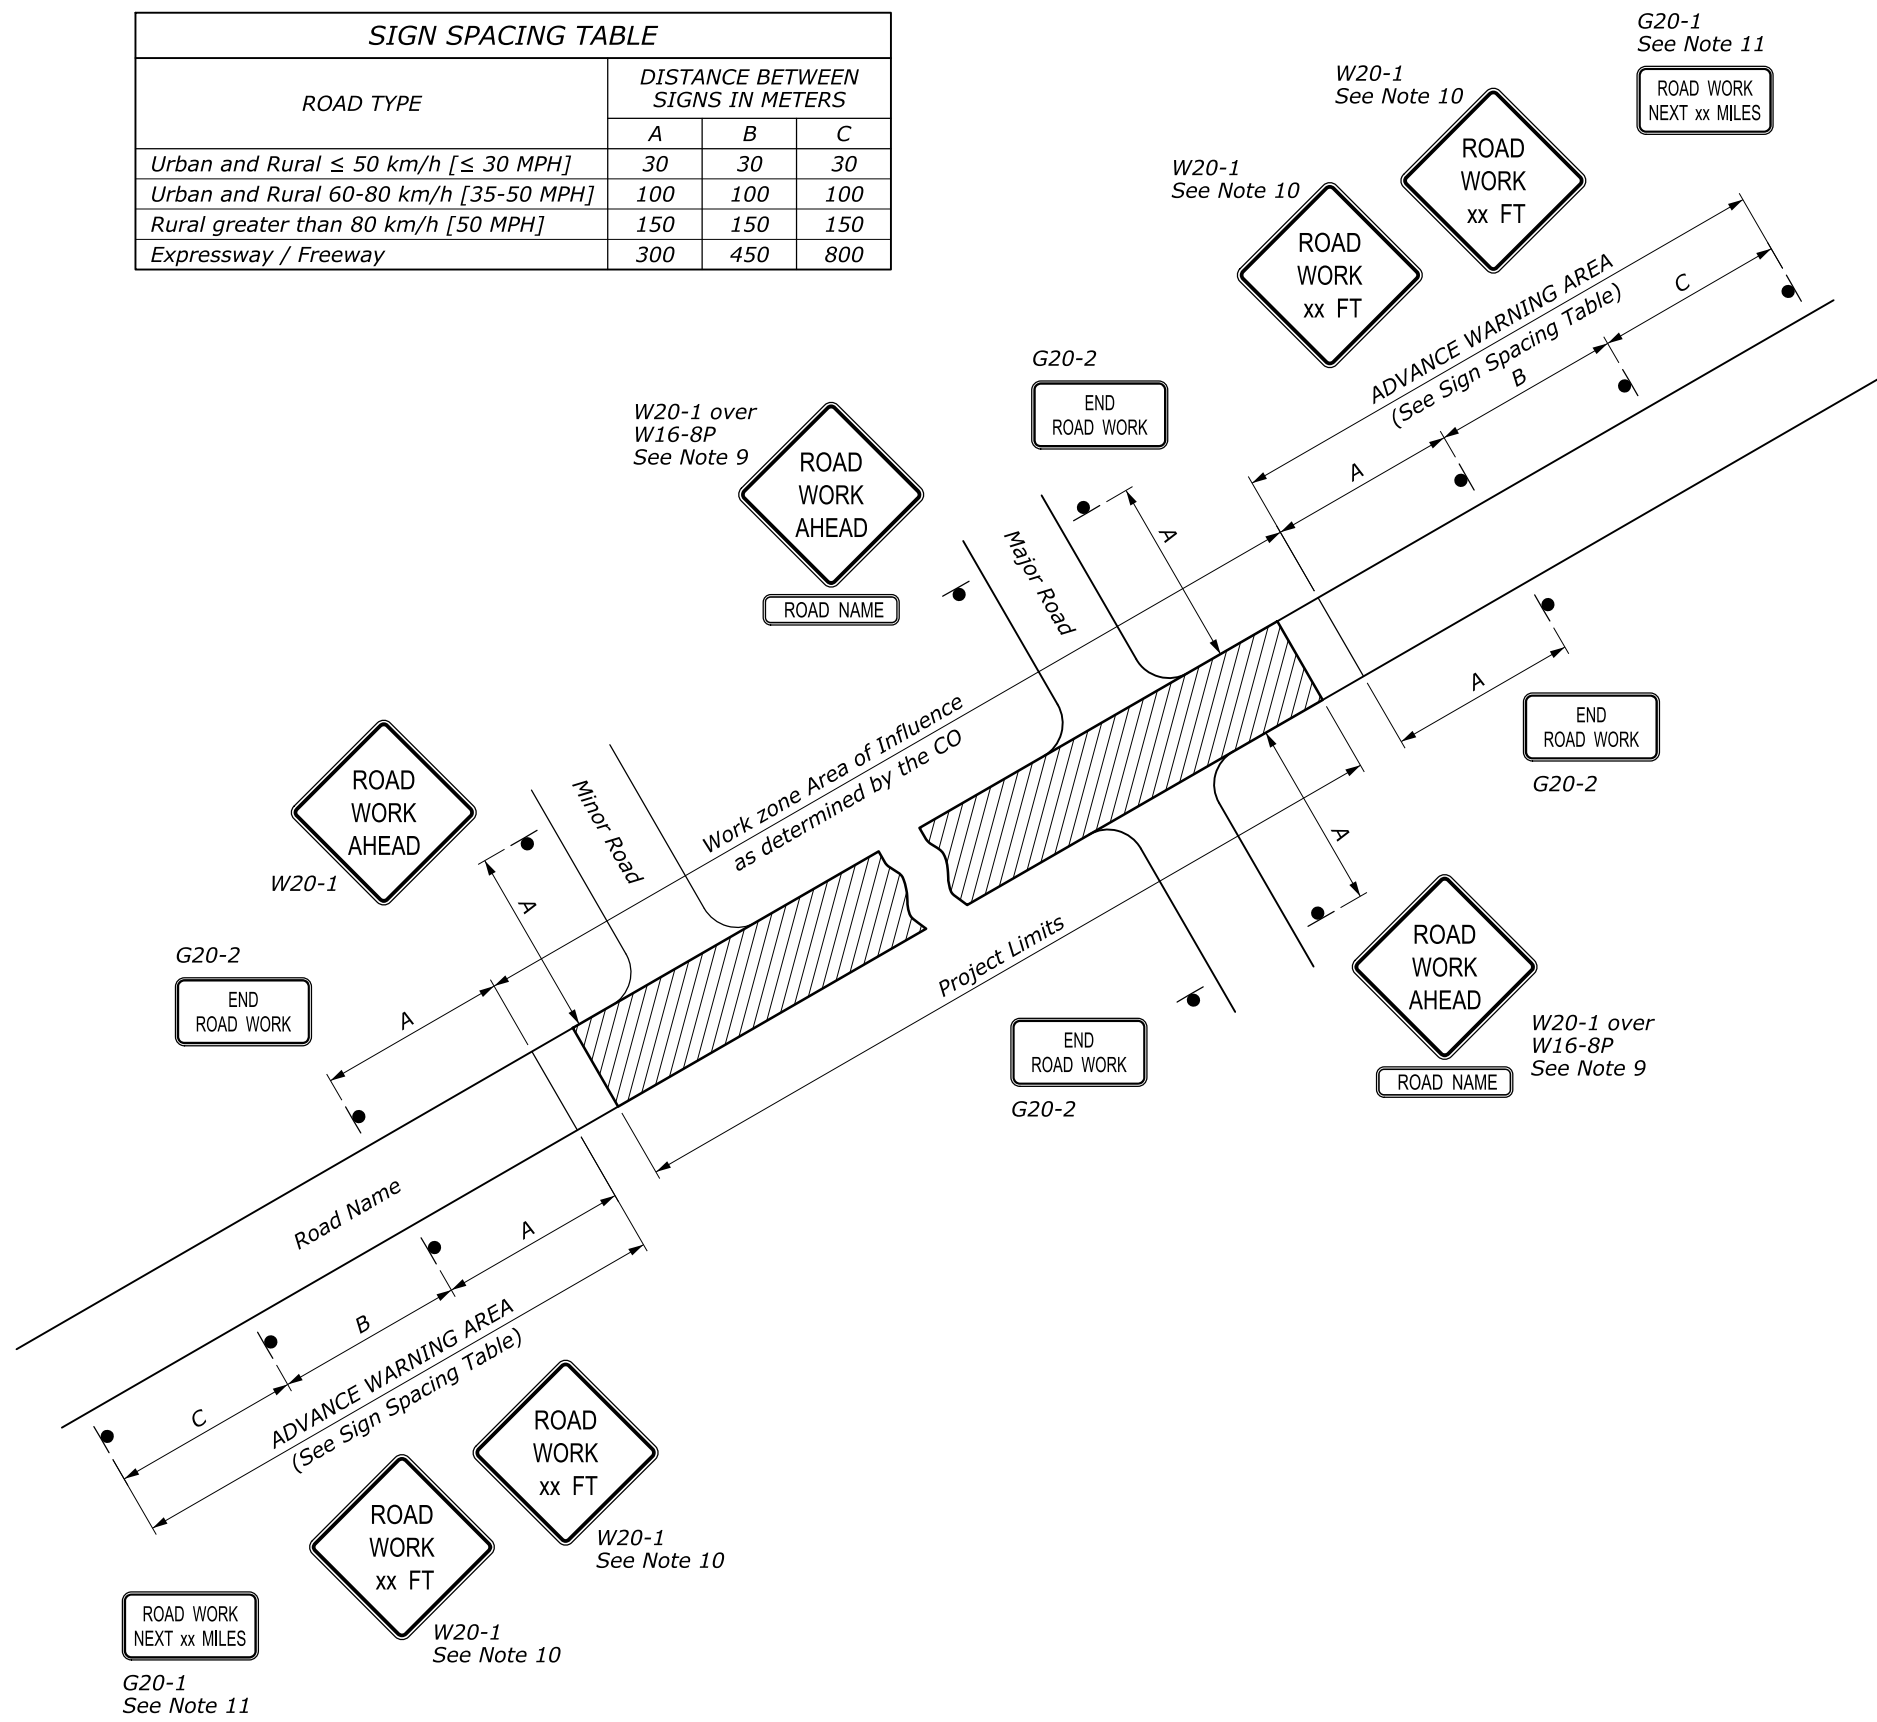 SIGN SPACING TABLE
ROAD TYPE
DISTANCE BETWEEN
SIGNS IN METERS
A B C
Urban and Rural ≤ 50 km/h [≤ 30 MPH] 30 30 30
Urban and Rural 60-80 km/h [35-50 MPH] 100 100 100
Rural greater than 80 km/h [50 MPH] 150 150 150
Expressway / Freeway 300 450 800
G20-1
See Note 11
ROAD WORK
NEXT xx MILES
W20-1
See Note 10
ROAD
WORK
xx FT
W20-1
See Note 10
ROAD
WORK
xx FT
ADVANCE WARNING AREA
(See Sign Spacing Table)
A
B
C
G20-2
END
ROAD WORK
W20-1 over
W16-8P
See Note 9
ROAD
WORK
AHEAD
ROAD NAME
Major Road
A
A
END
ROAD WORK
G20-2
Work zone Area of Influence
as determined by the CO
Minor Road
ROAD
WORK
AHEAD
W20-1
A
G20-2
END
ROAD WORK
A
Project Limits
A
ROAD
WORK
AHEAD
ROAD NAME
W20-1 over
W16-8P
See Note 9
END
ROAD WORK
G20-2
Road Name
A
B
C
ADVANCE WARNING AREA
(See Sign Spacing Table)
ROAD
WORK
xx FT
W20-1
See Note 10
ROAD
WORK
xx FT
W20-1
See Note 10
ROAD WORK
NEXT xx MILES
G20-1
See Note 11